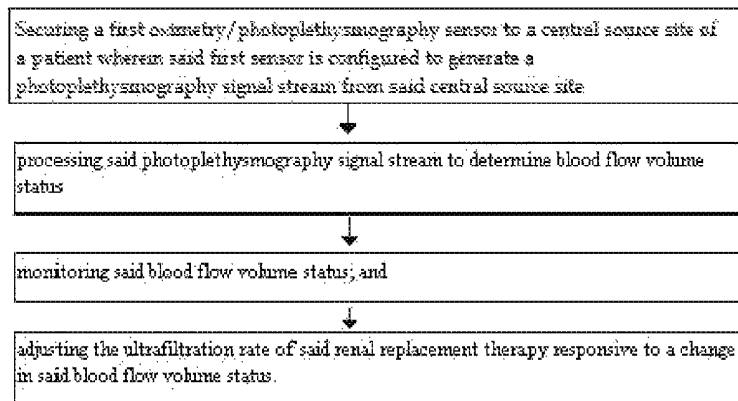 Securing a first oximetry/photoplethysmography sensor to a central source site of
a patient wherein said first sensor is configured to generate a
photoplethysmography signal stream from said central source site
processing said photoplethysmography signal stream to determine blood flow volume
status
monitoring said blood flow volume status; and
adjusting the ultrafiltration rate of said renal replacement therapy responsive to a change
in said blood flow volume status.